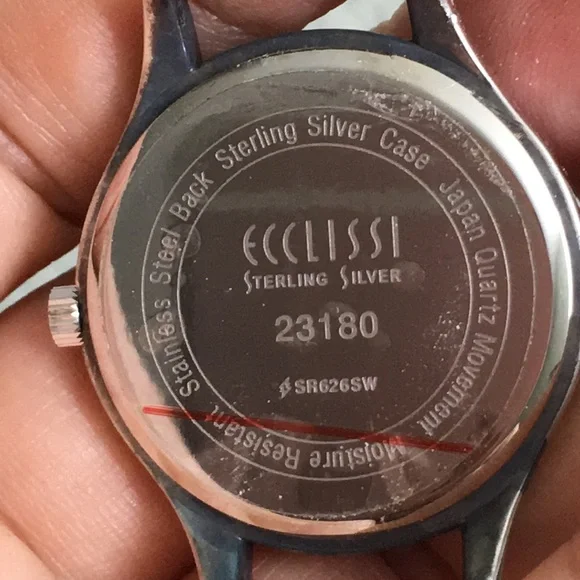 ECCLISSI
STERLING SILVER
23180
SR626SW
Stainless Steel Back Sterling Silver Case Japan Quartz Movement Moisture Resistant